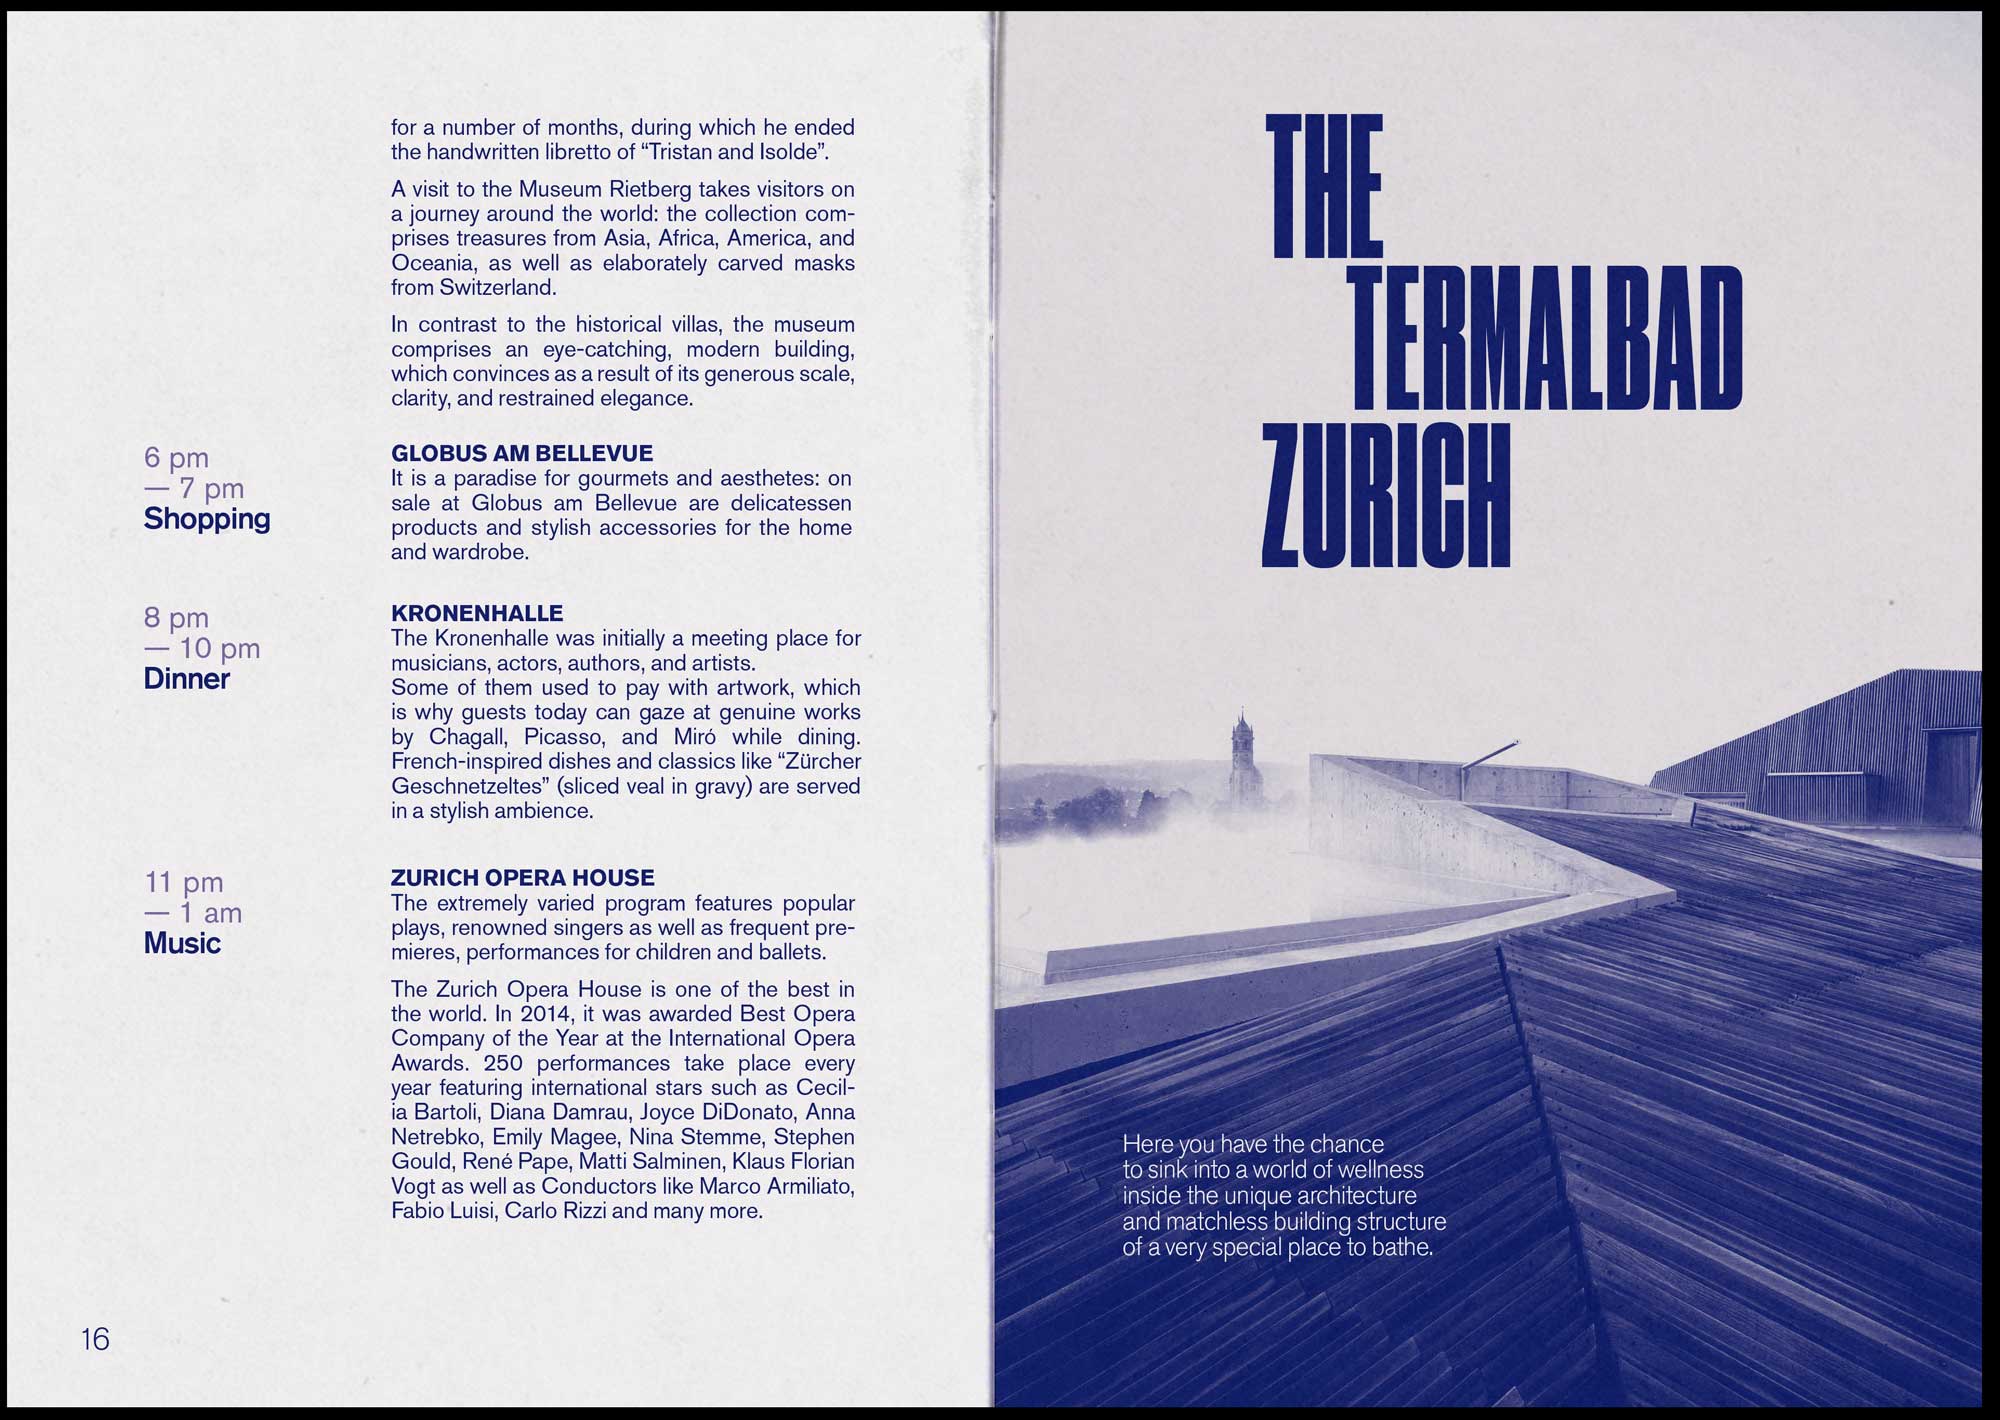 for a number of months, during which he ended
the handwritten libretto of “Tristan and Isolde”.
A visit to the Museum Rietberg takes visitors on
a journey around the world: the collection com-
prises treasures from Asia, Africa, America, and
Oceania, as well as elaborately carved masks
from Switzerland.
In contrast to the historical villas, the museum
comprises an eye-catching, modern building,
which convinces as a result of its generous scale,
clarity, and restrained elegance.
6 pm
— 7 pm
Shopping
GLOBUS AM BELLEVUE
It is a paradise for gourmets and aesthetes: on
sale at Globus am Bellevue are delicatessen
products and stylish accessories for the home
and wardrobe.
8 pm
— 10 pm
Dinner
KRONENHALLE
The Kronenhalle was initially a meeting place for
musicians, actors, authors, and artists.
Some of them used to pay with artwork, which
is why guests today can gaze at genuine works
by Chagall, Picasso, and Miró while dining.
French-inspired dishes and classics like “Zürcher
Geschnetzeltes” (sliced veal in gravy) are served
in a stylish ambience.
11 pm
— 1 am
Music
ZURICH OPERA HOUSE
The extremely varied program features popular
plays, renowned singers as well as frequent pre-
mieres, performances for children and ballets.
The Zurich Opera House is one of the best in
the world. In 2014, it was awarded Best Opera
Company of the Year at the International Opera
Awards. 250 performances take place every
year featuring international stars such as Cecil-
ia Bartoli, Diana Damrau, Joyce DiDonato, Anna
Netrebko, Emily Magee, Nina Stemme, Stephen
Gould, René Pape, Matti Salminen, Klaus Florian
Vogt as well as Conductors like Marco Armiliato,
Fabio Luisi, Carlo Rizzi and many more.
16
THE
TERMALBAD
ZURICH
Here you have the chance
to sink into a world of wellness
inside the unique architecture
and matchless building structure
of a very special place to bathe.